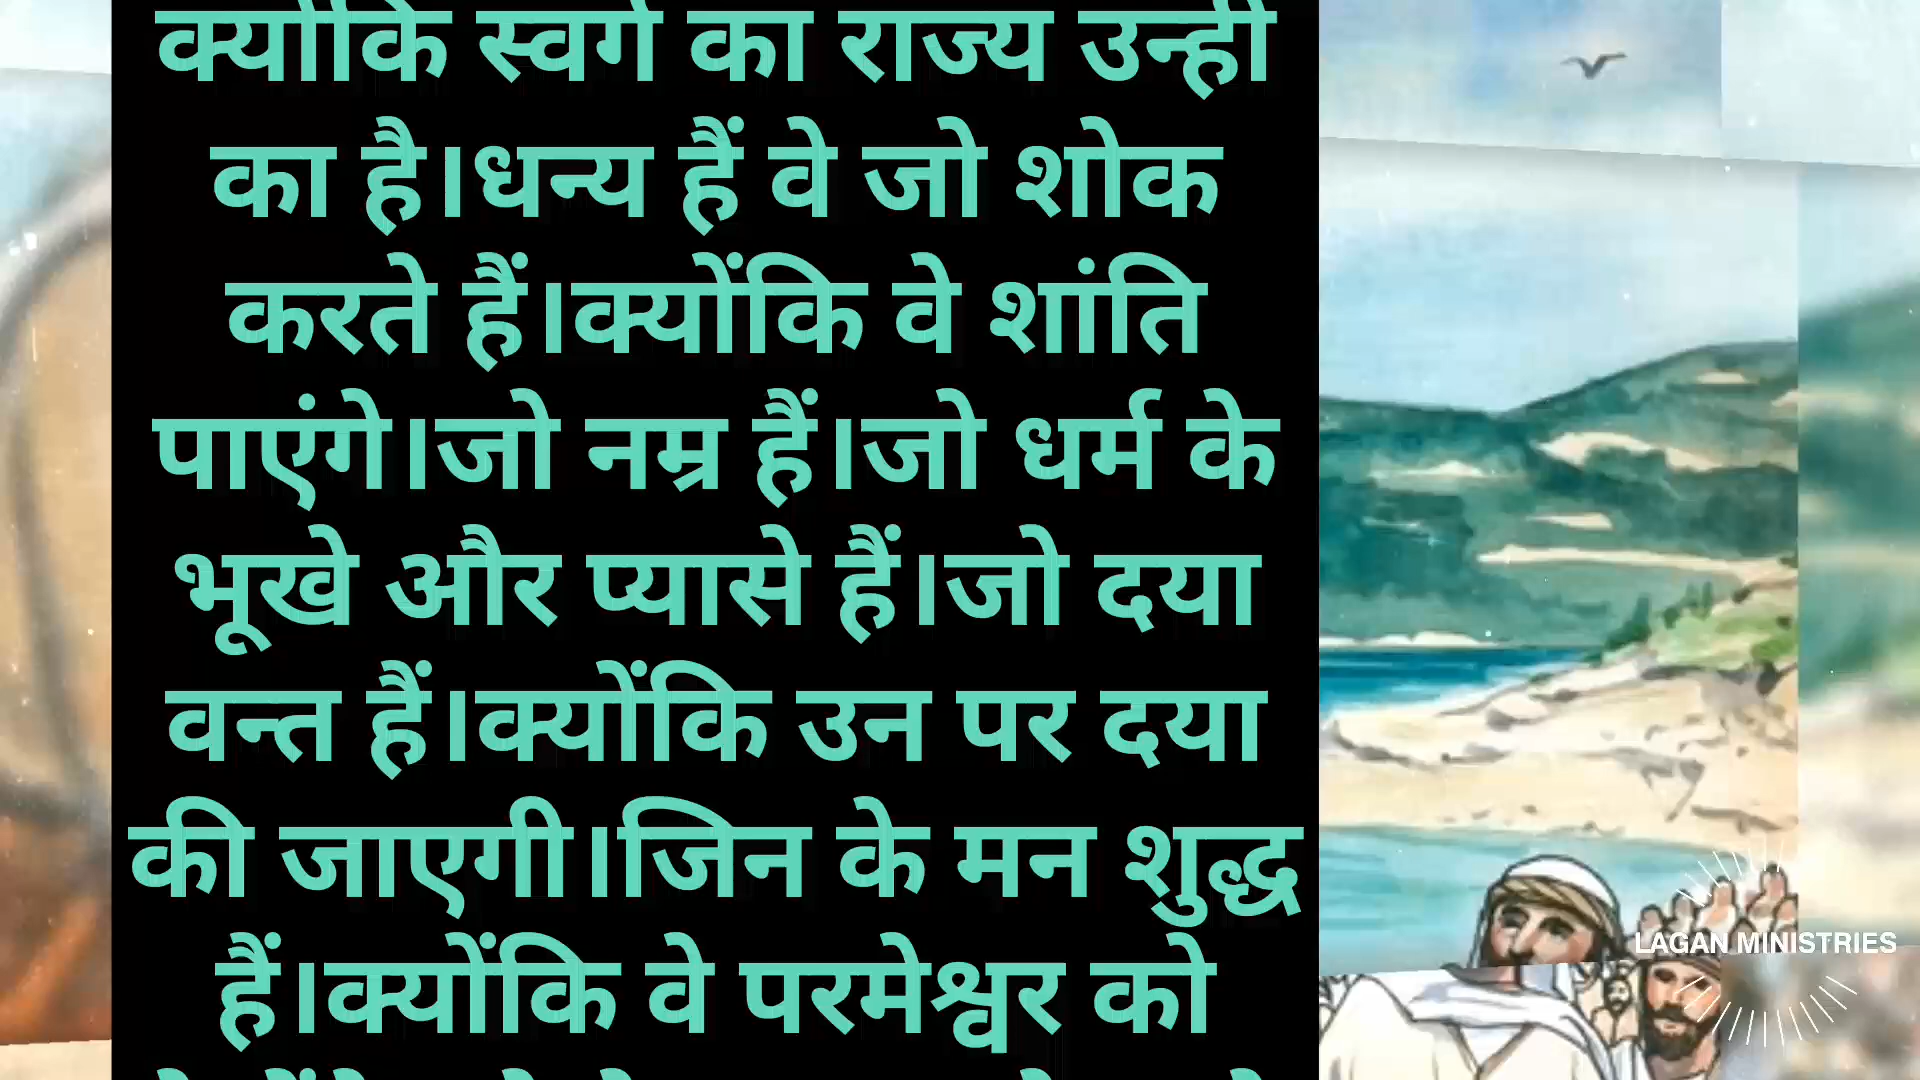 क्योंकि स्वर्ग का राज्य उन्हीं
का है।धन्य हैं वे जो शोक
करते हैं।क्योंकि वे शांति
पाएंगे।जो नम्र हैं।जो धर्म के
भूखे और प्यासे हैं।जो दया
वन्त हैं।क्योंकि उन पर दया
की जाएगी।जिन के मन शुद्ध
हैं।क्योंकि वे परमेश्वर को
LAGAN MINISTRIES